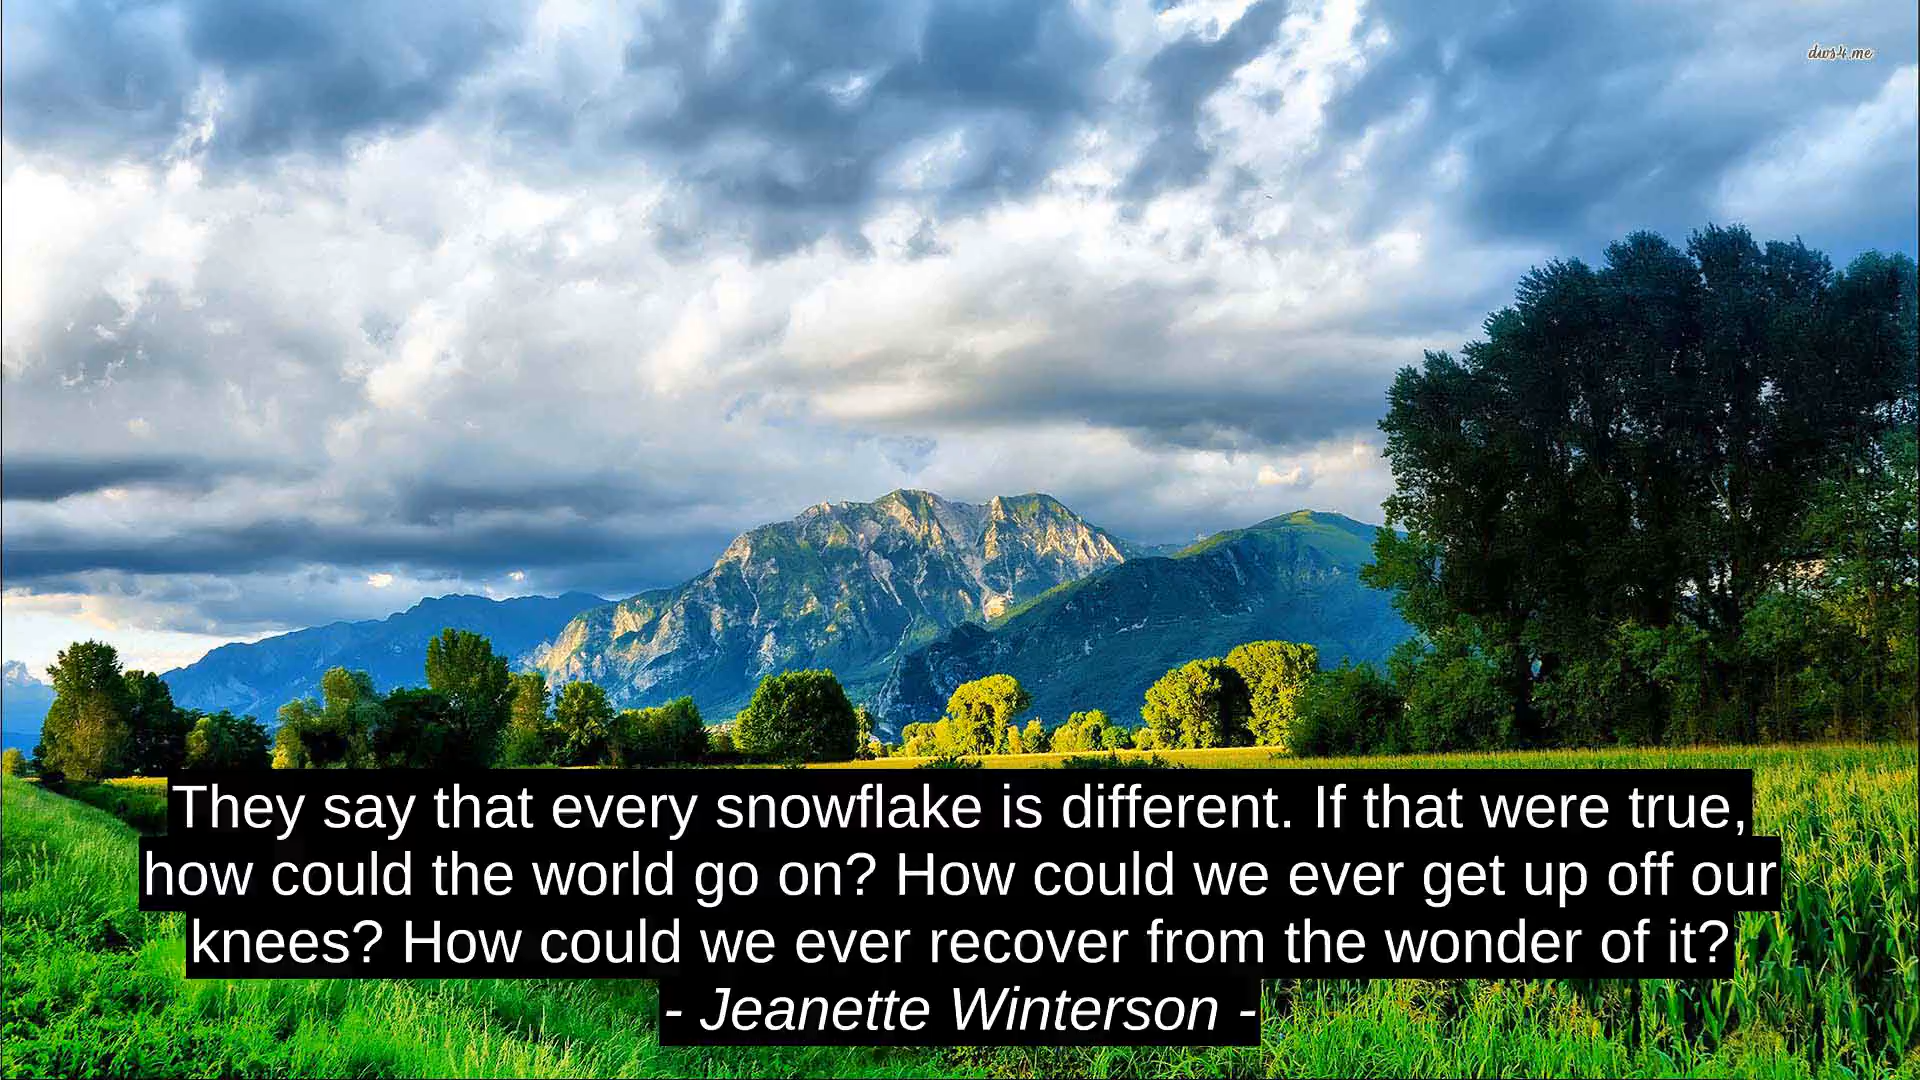 dws4.me
They say that every snowflake is different. If that were true,
how could the world go on? How could we ever get up off our
knees? How could we ever recover from the wonder of it?
- Jeanette Winterson -